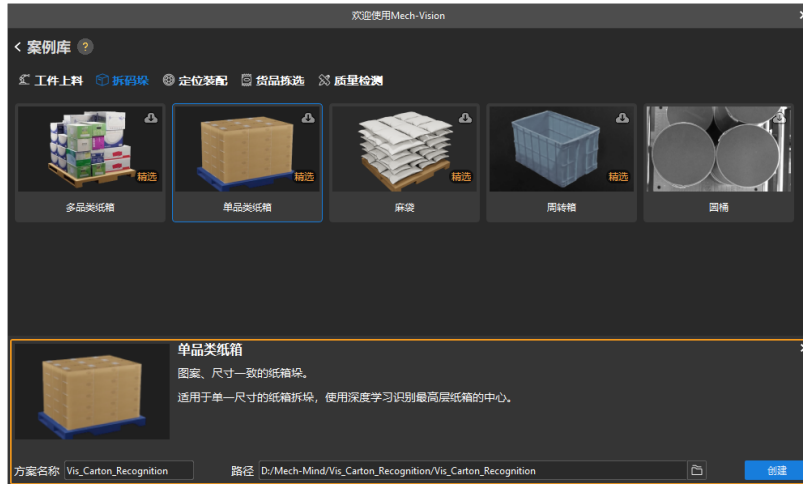 欢迎使用Mech-Vision
案例库 ?
工件上料 拆码垛 定位装配 货品拣选 质量检测
精选 精选 精选 精选
多品类纸箱 单品类纸箱 麻袋 周转箱 圆桶
单品类纸箱
图案、尺寸一致的纸箱垛。
适用于单一尺寸的纸箱拆垛，使用深度学习识别最高层纸箱的中心。
方案名称 Vis_Carton_Recognition 路径 D:/Mech-Mind/Vis_Carton_Recognition/Vis_Carton_Recognition 创建